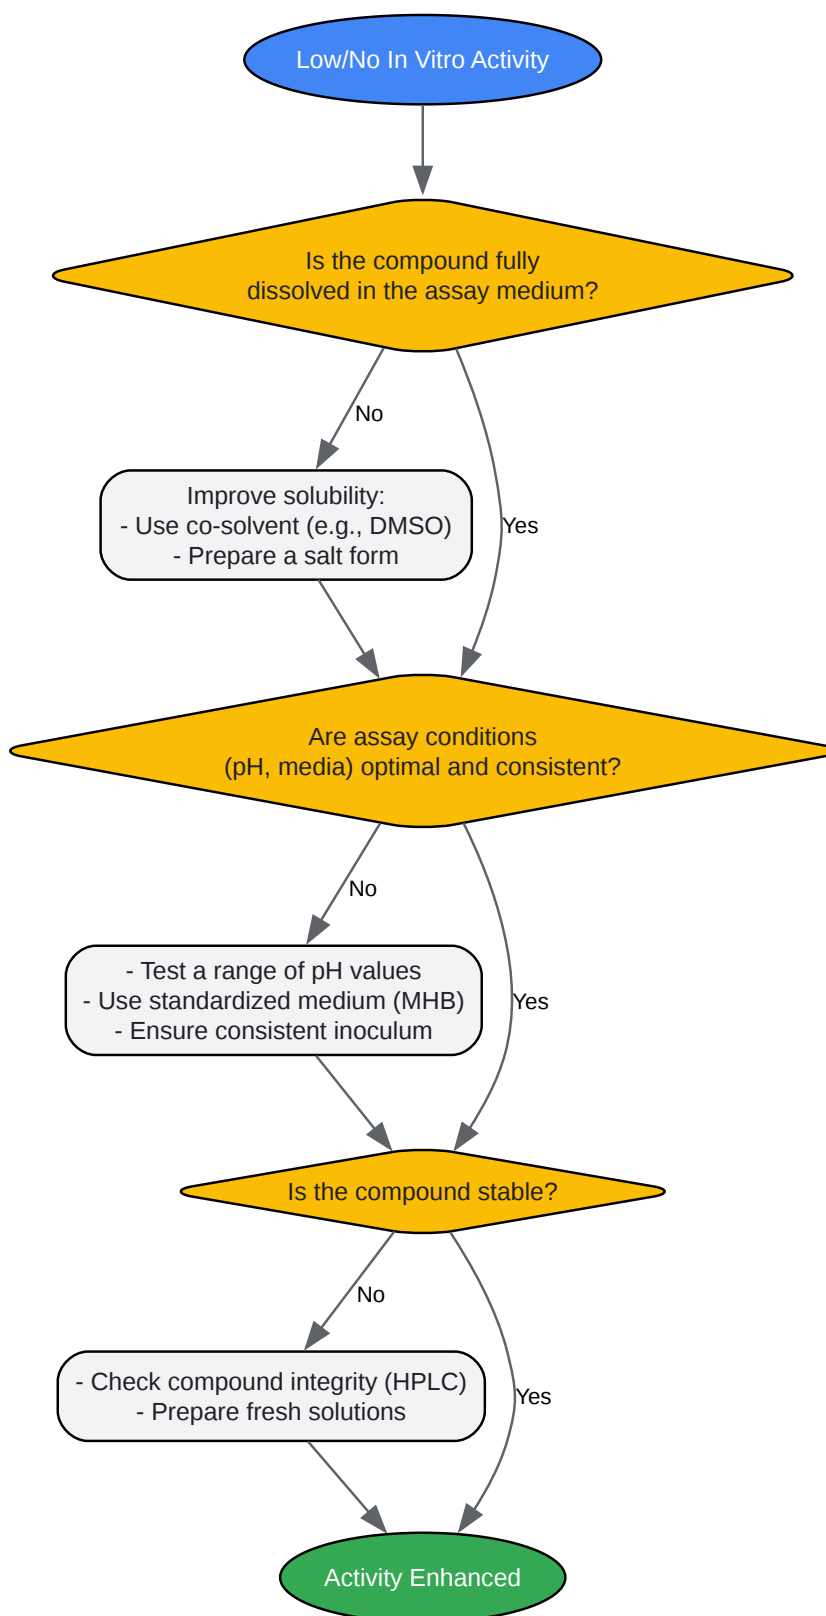 Low/No In Vitro Activity
Is the compound fully
dissolved in the assay medium?
No
Improve solubility:
- Use co-solvent (e.g., DMSO)
- Prepare a salt form
Yes
Are assay conditions
(pH, media) optimal and consistent?
No
- Test a range of pH values
- Use standardized medium (MHB)
- Ensure consistent inoculum
Yes
Is the compound stable?
No
- Check compound integrity (HPLC)
- Prepare fresh solutions
Yes
Activity Enhanced